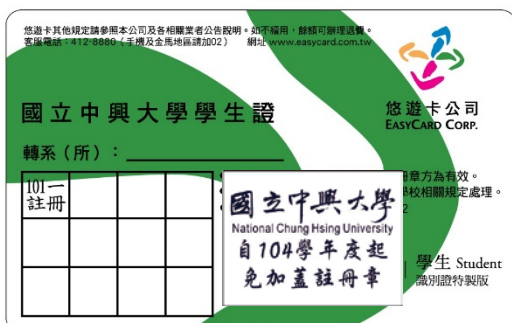 悠遊卡其他規定請參照本公司及各相關業者公告說明。如不續用,餘額可辦理退費。
客服電話:412-8880(手機及金馬地區請加02) 網址 www.easycard.com.tw
悠遊卡公司
EASYCARD CORP.
國立中興大學學生證
轉系(所):
101一
註冊
冊章方為有效。
學校相關規定處理。
2
國立中興大學
National Chung Hsing University
自104學年度起
免加蓋註冊章
學生 Student
識別證特製版